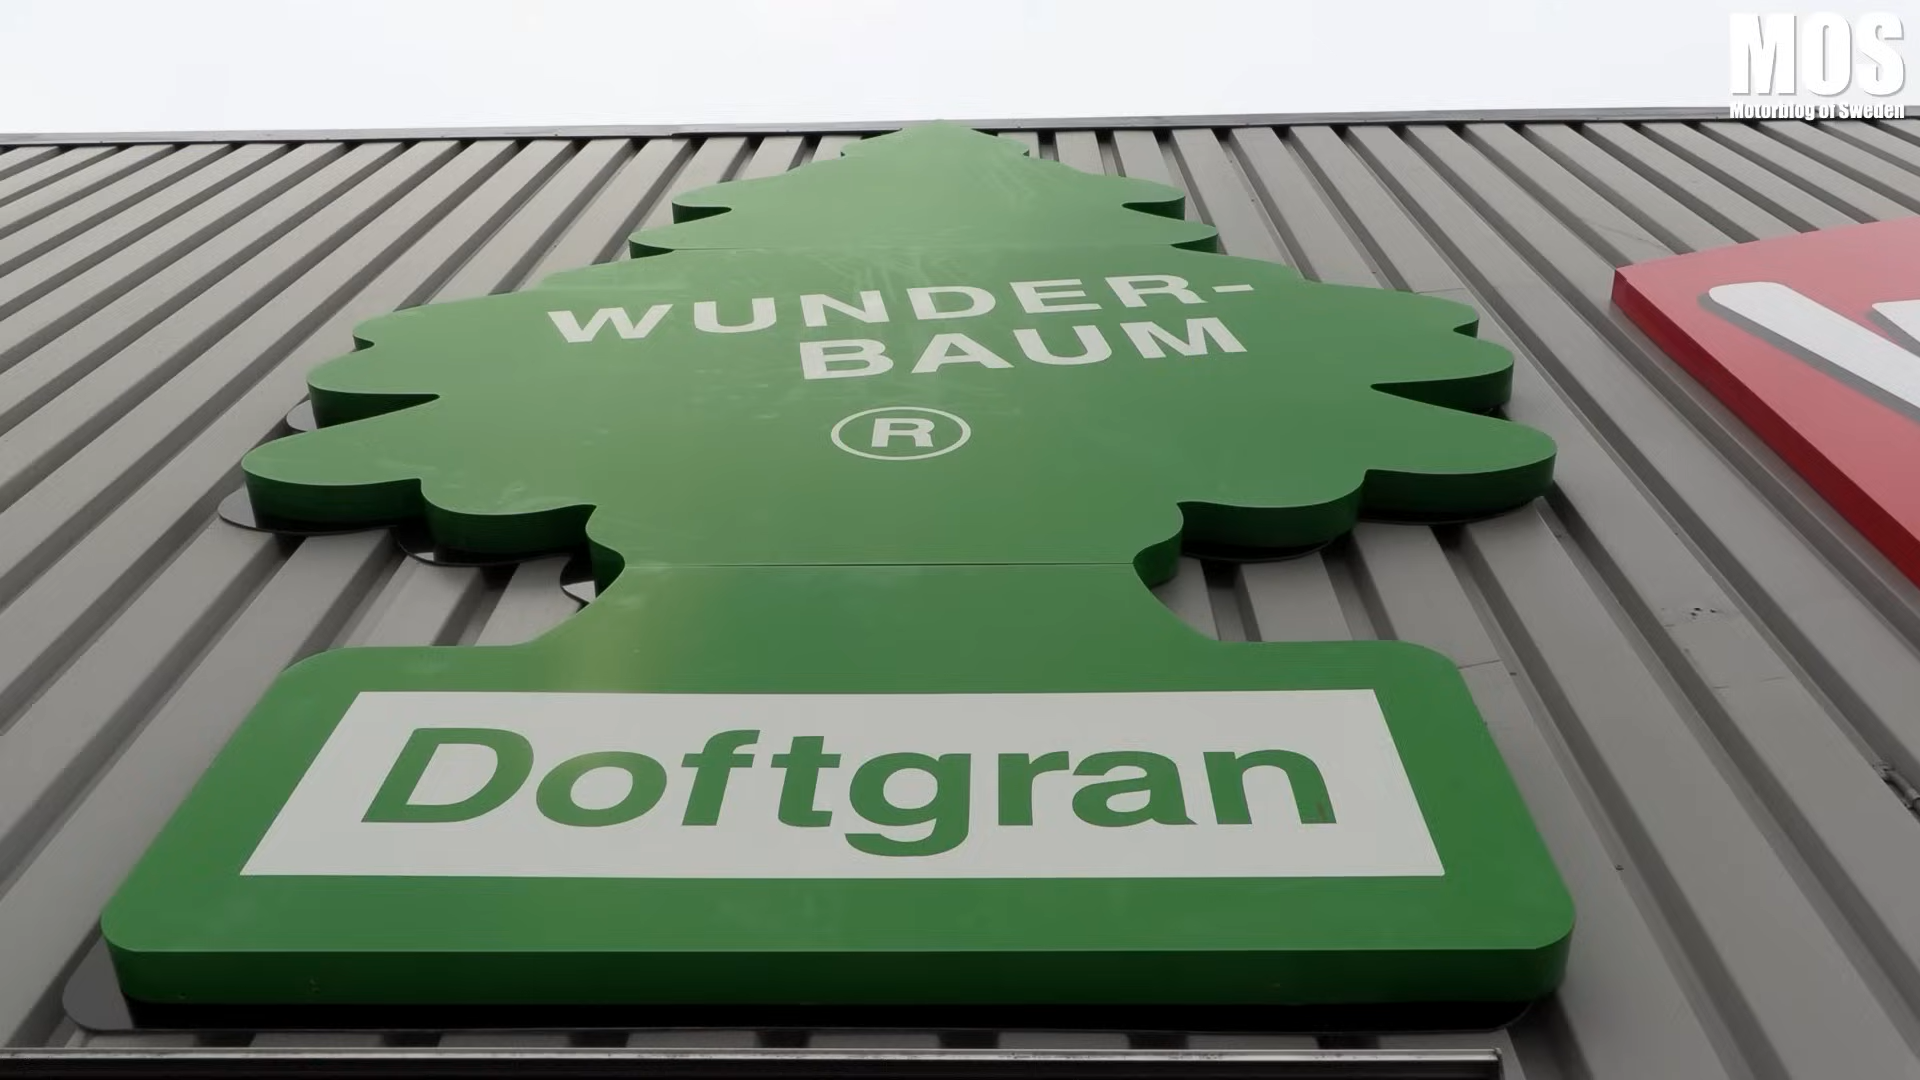 MOS
Motorblog of Sweden
WUNDER-
BAUM
®
Doftgran